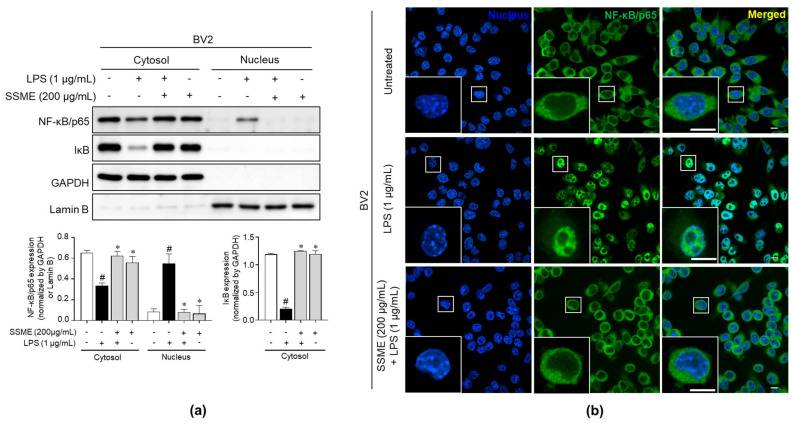 BV2
Cytosol Nucleus
LPS (1 μg/mL) - + + - - + + -
SSME (200 μg/mL) - - + + - - + +
NF-κB/p65
IκB
GAPDH
Lamin B
NF-κB/p65 expression
(normalized by GAPDH
or Lamin B)
0.8
0.6
0.4
0.2
0.0
# * * # * *
SSME (200μg/mL) - - + + - - + +
LPS (1 μg/mL) - + + - - + + -
Cytosol Nucleus
IκB expression
(normalized by GAPDH)
1.5
1.0
0.5
0.0
# * *
- - + +
- + + -
Cytosol
(a)
Nucleus NF-κB/p65 Merged
BV2
Untreated
LPS (1 μg/mL)
SSME (200 μg/mL)
+ LPS (1 μg/mL)
(b)